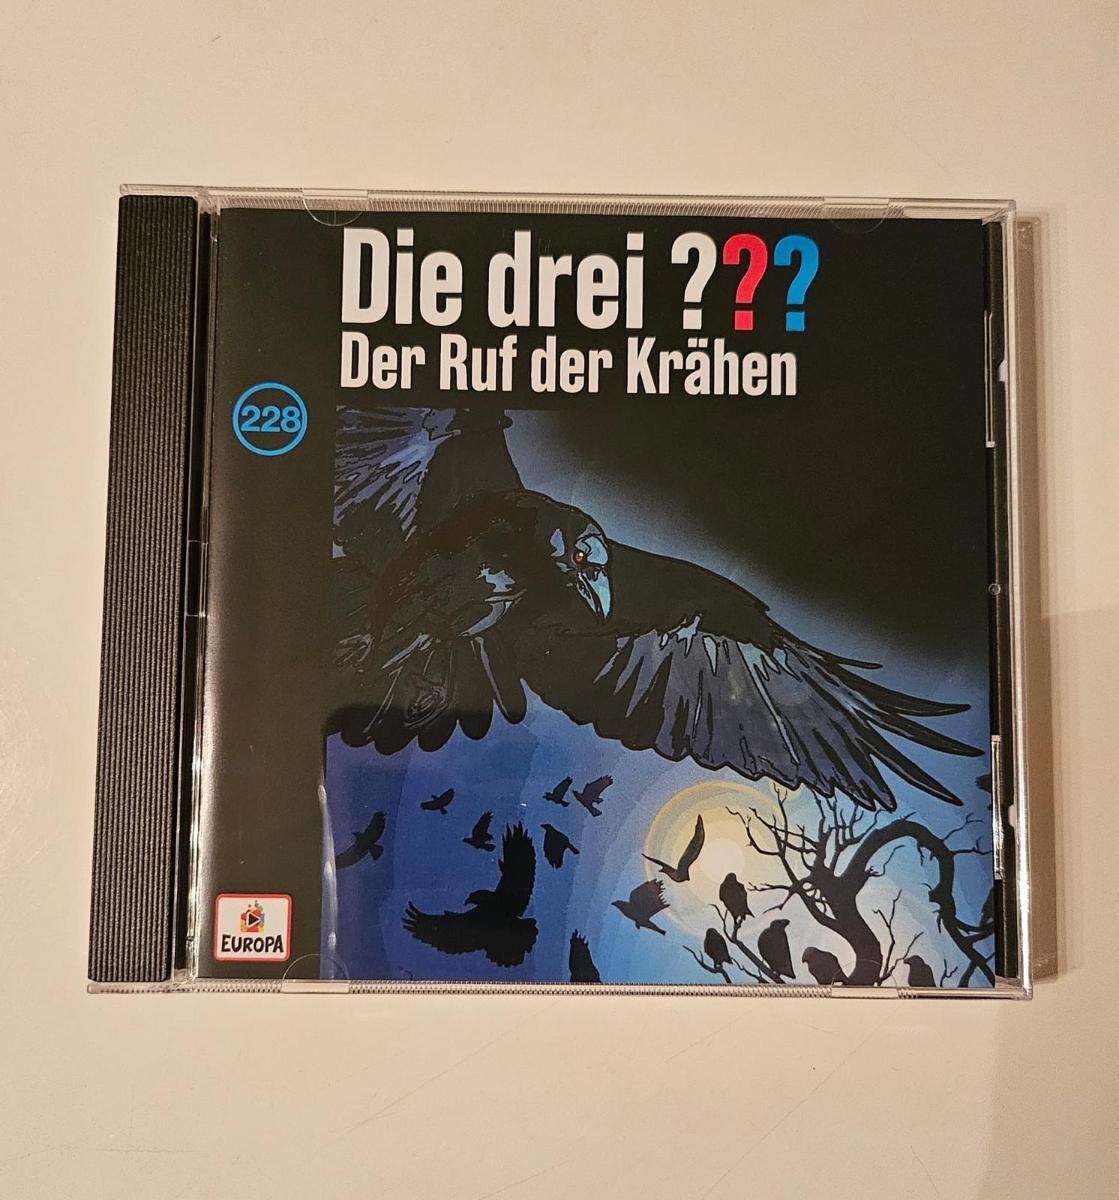 Die drei ???
Der Ruf der Krähen
228
EUROPA